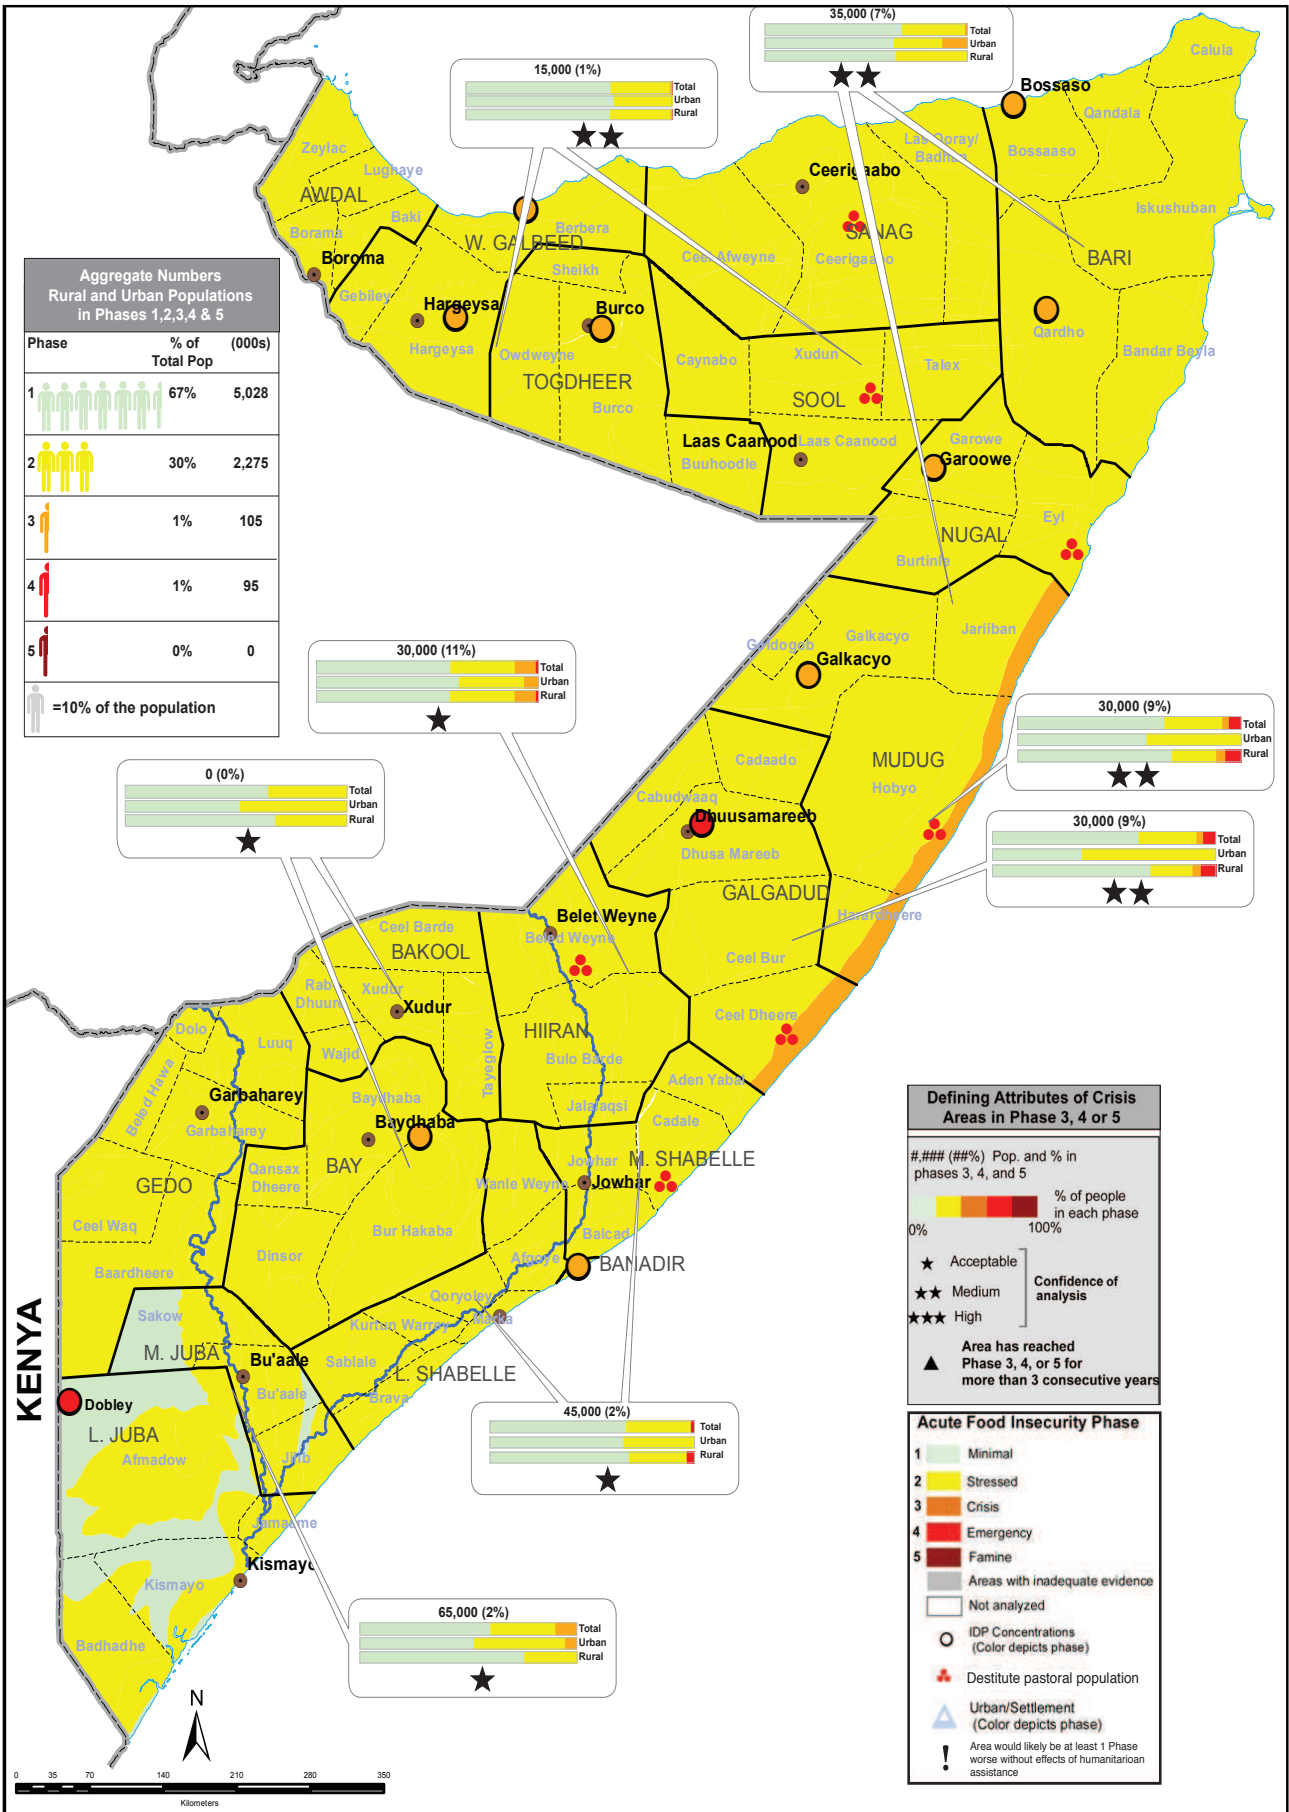 35,000 (7%)
Total
Urban
Rural
15,000 (1%)
Total
Urban
Rural
Calula
Bossaso
Qandala
Las Qoray/
Badhan
Bossaaso
Zeylac
Lughaye
Ceerigaabo
AWDAL
Iskushuban
Baki
Berbera
SANAG
Borama
W. GALBEED
Ceel Afweyne
Ceerigaabo
BARI
Boroma
Sheikh
Gebiley
Hargeysa
Burco
Qardho
Hargeysa
Owdweyne
Caynabo
Xudun
Talex
Bandar Beyla
TOGDHEER
SOOL
Burco
Laas Caanood
Laas Caanood
Garowe
Buuhoodle
Garoowe
Eyl
NUGAL
Burtinle
Aggregate Numbers
Rural and Urban Populations
in Phases 1,2,3,4 & 5
Phase
% of
Total Pop
(000s)
1 67% 5,028
2 30% 2,275
3 1% 105
4 1% 95
5 0% 0
=10% of the population
Goldogob
Galkacyo
Jariiban
Galkacyo
30,000 (11%)
Total
Urban
Rural
30,000 (9%)
Total
Urban
Rural
Cadaado
MUDUG
Hobyo
0 (0%)
Total
Urban
Rural
Cabudwaaq
Dhuusamareeb
Dhusa Mareeb
30,000 (9%)
Total
Urban
Rural
GALGADUD
Harardheere
Belet Weyne
Beled Weyne
Ceel Barde
BAKOOL
Ceel Bur
Rab
Dhuure
Xudur
Xudur
Ceel Dheere
Dolo
Luuq
Wajid
Tayeglow
HIIRAN
Bulo Barde
Aden Yabal
Beled Hawa
Garbaharey
Garbaharey
Baydhaba
Baydhaba
Jalalaqsi
Cadale
Qansax
Dheere
BAY
Jowhar
M. SHABELLE
GEDO
Wanle Weyne
Jowhar
Ceel Waq
Bur Hakaba
Balcad
Dinsor
Afgoye
BANADIR
Baardheere
Qoryoley
Sakow
Kurtun Warrey
Marka
M. JUBA
Bu'aale
Sablale
L. SHABELLE
KENYA
Bu'aale
Brava
Dobley
L. JUBA
Afmadow
Jilib
45,000 (2%)
Total
Urban
Rural
Jamaame
Kismayo
Kismayo
65,000 (2%)
Total
Urban
Rural
Badhadhe
N
0 35 70 140 210 280 350
Kilometers
Defining Attributes of Crisis
Areas in Phase 3, 4 or 5
#,### (##%) Pop. and % in
phases 3, 4, and 5
% of people
in each phase
0% 100%
Acceptable
Medium
High
Confidence of
analysis
Area has reached
Phase 3, 4, or 5 for
more than 3 consecutive years
Acute Food Insecurity Phase
1 Minimal
2 Stressed
3 Crisis
4 Emergency
5 Famine
Areas with inadequate evidence
Not analyzed
IDP Concentrations
(Color depicts phase)
Destitute pastoral population
Urban/Settlement
(Color depicts phase)
! Area would likely be at least 1 Phase
worse without effects of humanitarioan
assistance